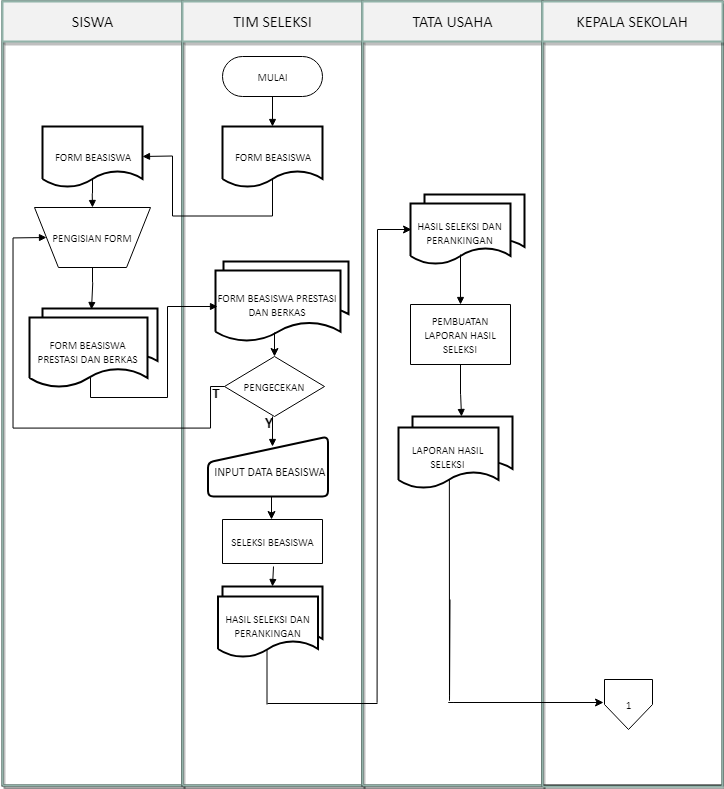 SISWA
TIM SELEKSI
TATA USAHA
KEPALA SEKOLAH
MULAI
FORM BEASISWA
FORM BEASISWA
PENGISIAN FORM
FORM BEASISWA
PRESTASI DAN BERKAS
FORM BEASISWA PRESTASI
DAN BERKAS
PENGECEKAN
T
Y
INPUT DATA BEASISWA
SELEKSI BEASISWA
HASIL SELEKSI DAN
PERANKINGAN
HASIL SELEKSI DAN
PERANKINGAN
PEMBUATAN
LAPORAN HASIL
SELEKSI
LAPORAN HASIL
SELEKSI
1